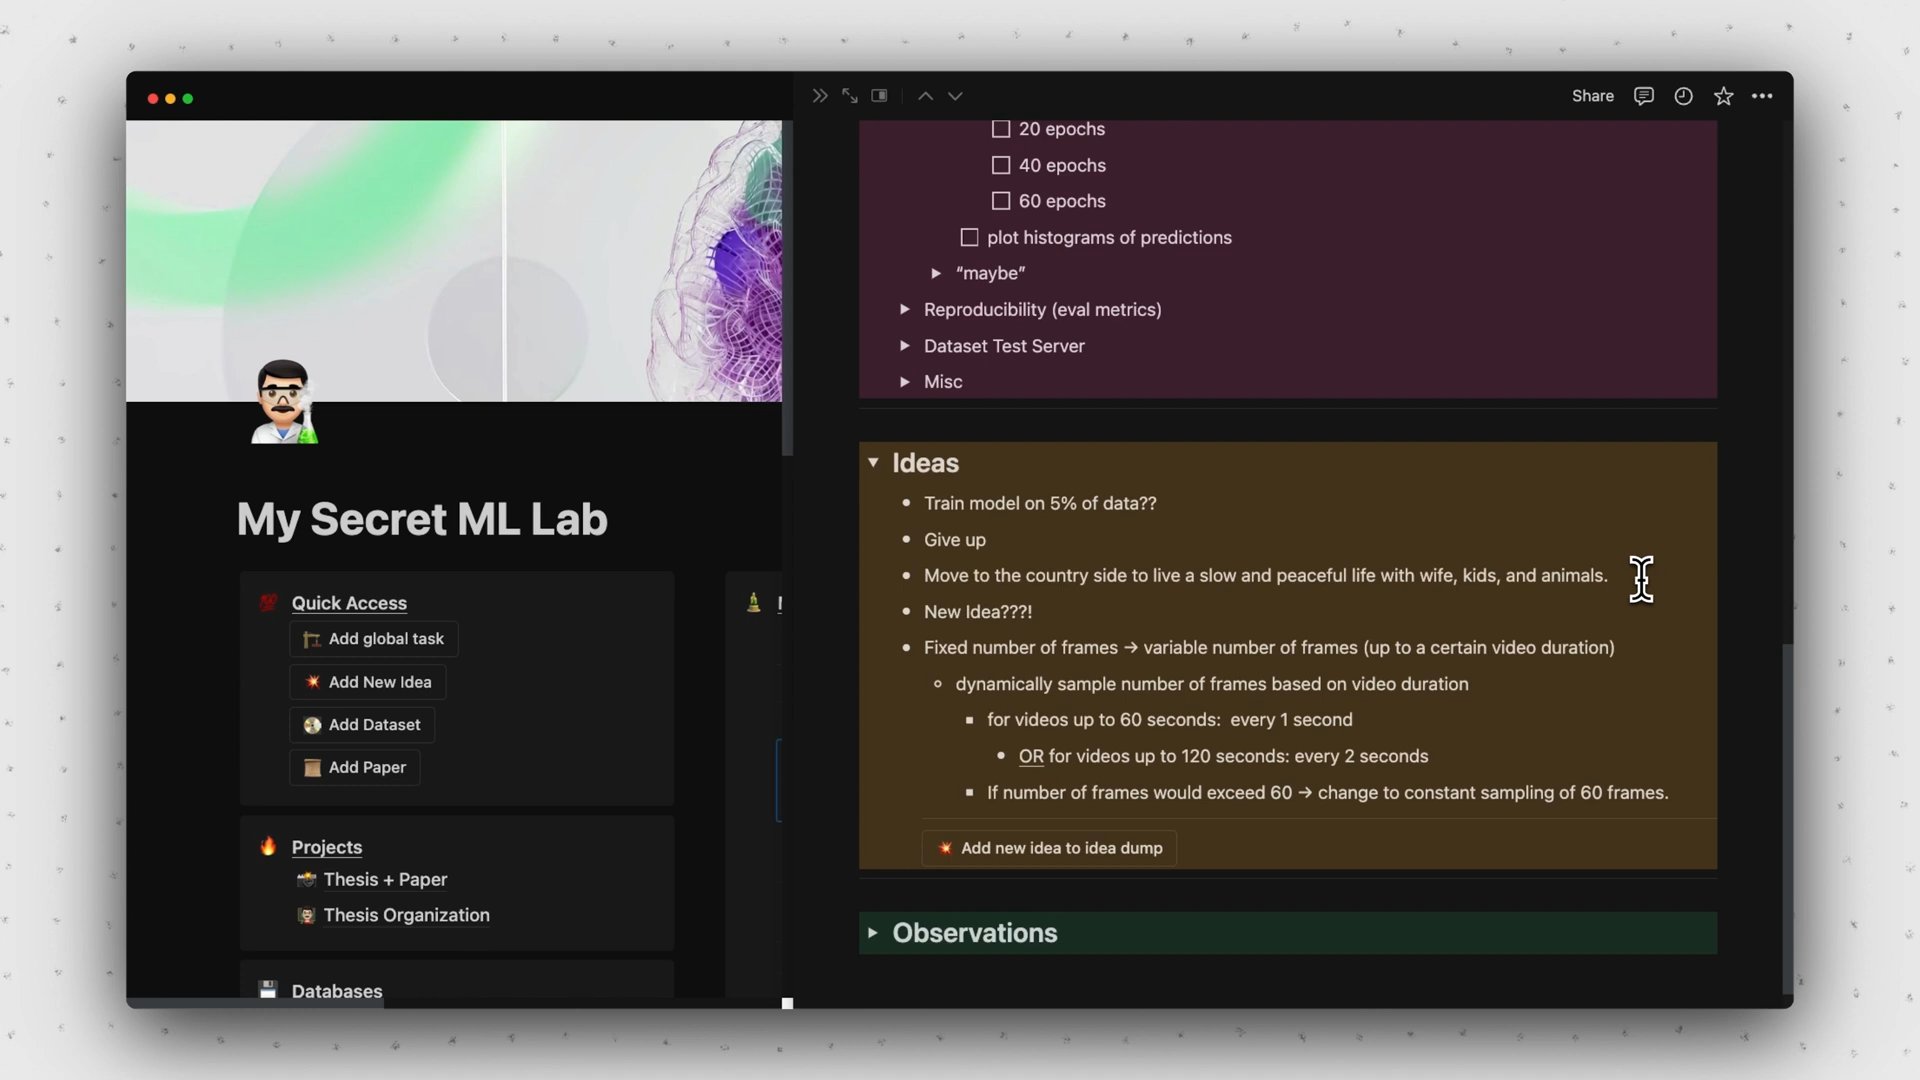 Share
20 epochs
40 epochs
60 epochs
plot histograms of predictions
“maybe”
Reproducibility (eval metrics)
Dataset Test Server
Misc
Ideas
Train model on 5% of data??
Give up
Move to the country side to live a slow and peaceful life with wife, kids, and animals.
New Idea???!
Fixed number of frames → variable number of frames (up to a certain video duration)
dynamically sample number of frames based on video duration
for videos up to 60 seconds: every 1 second
OR for videos up to 120 seconds: every 2 seconds
If number of frames would exceed 60 → change to constant sampling of 60 frames.
Add new idea to idea dump
Observations
My Secret ML Lab
Quick Access
Add global task
Add New Idea
Add Dataset
Add Paper
Projects
Thesis + Paper
Thesis Organization
Databases